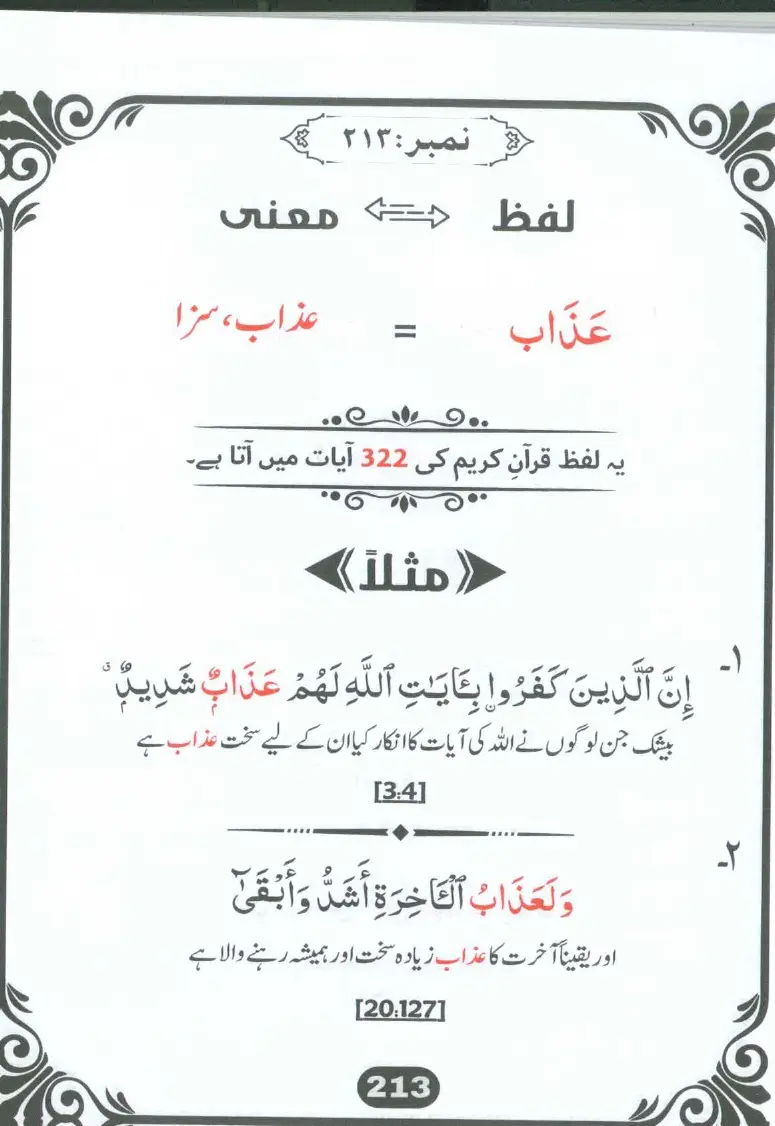 نمبر: ۲۱۳
لفظ ⇐⇒ معنی
عَذَاب = عذاب، سزا
یہ لفظ قرآنِ کریم کی 322 آیات میں آتا ہے۔
مثلاً
۱۔
إِنَّ ٱلَّذِينَ كَفَرُوا۟ بِـَٔايَـٰتِ ٱللَّهِ لَهُمْ عَذَابٌۭ شَدِيدٌۭ ۗ
بیشک جن لوگوں نے اللہ کی آیات کا انکار کیا ان کے لیے سخت عذاب ہے
[3:4]
۲۔
وَلَعَذَابُ ٱلْـَٔاخِرَةِ أَشَدُّ وَأَبْقَىٰٓ
اور یقیناً آخرت کا عذاب زیادہ سخت اور ہمیشہ رہنے والا ہے
[20:127]
213